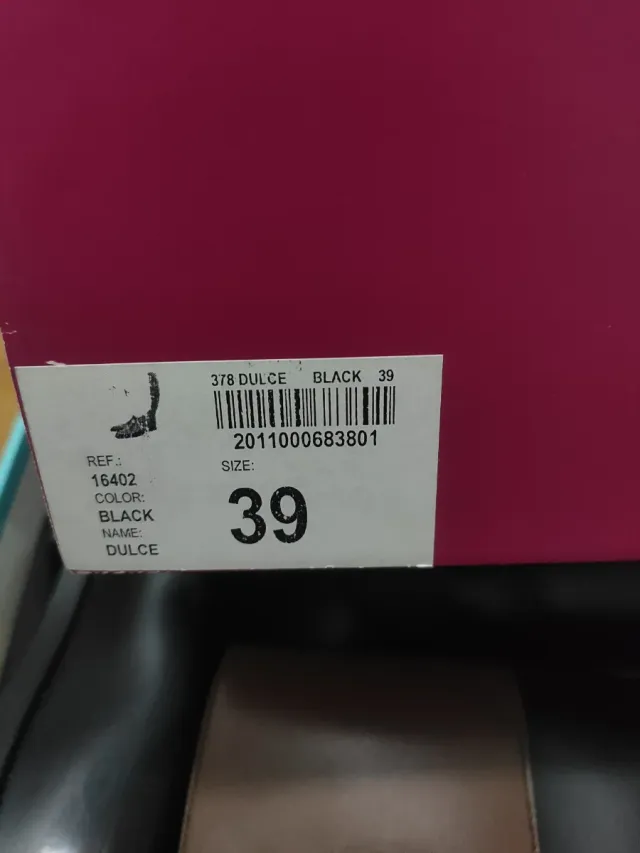 378 DULCE BLACK 39
2011000683801
REF.:
16402
COLOR:
BLACK
NAME:
DULCE
SIZE:
39